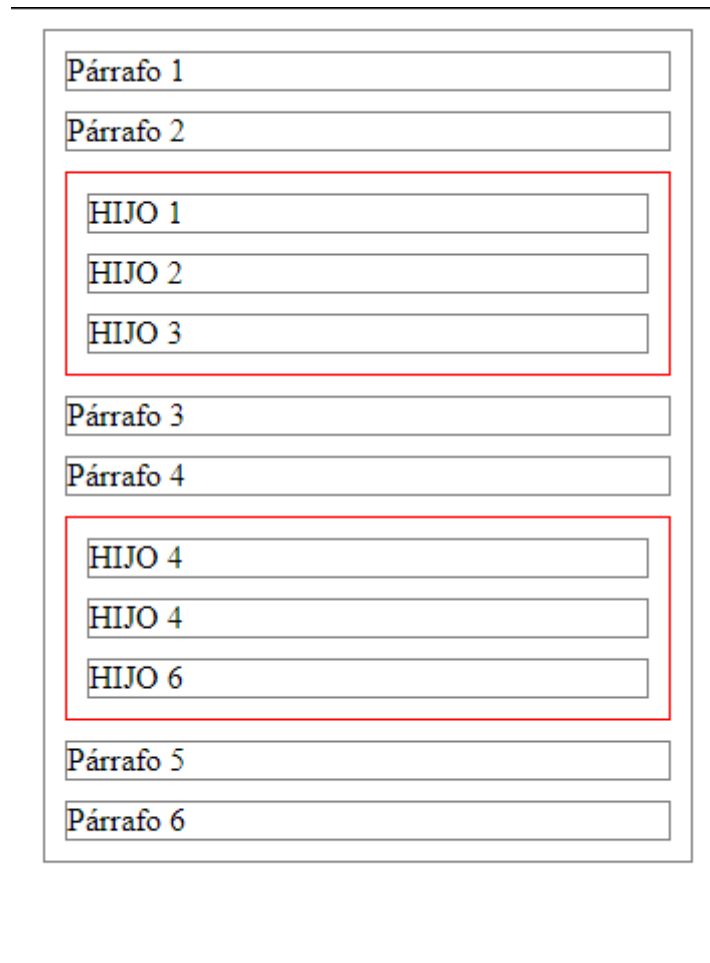 Párrafo 1
Párrafo 2
HIJO 1
HIJO 2
HIJO 3
Párrafo 3
Párrafo 4
HIJO 4
HIJO 4
HIJO 6
Párrafo 5
Párrafo 6